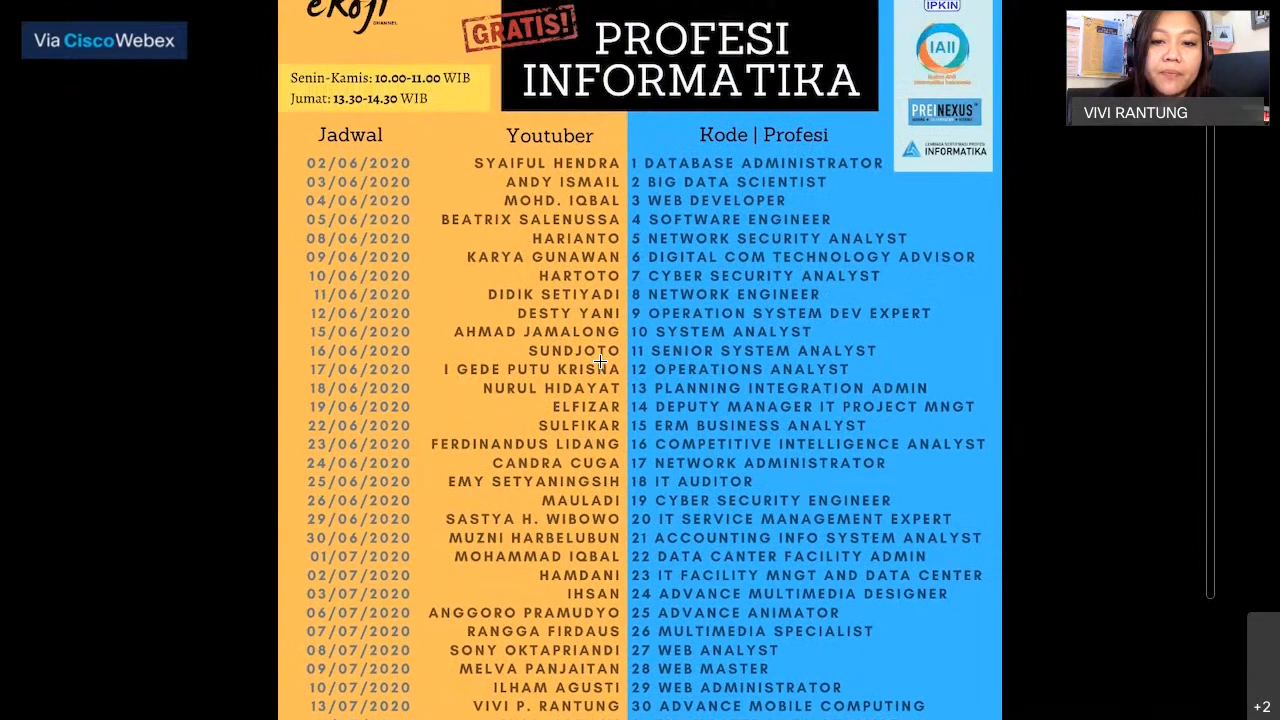 Via Cisco Webex
eKoji
CHANNEL
GRATIS!
PROFESI
INFORMATIKA
Senin-Kamis: 10.00-11.00 WIB
Jumat: 13.30-14.30 WIB
IPKIN
IAII
Ikatan Ahli
Informatika Indonesia
PREINEXUS
LEMBAGA SERTIFIKASI PROFESI
INFORMATIKA
VIVI RANTUNG
Jadwal Youtuber Kode | Profesi
02/06/2020 SYAIFUL HENDRA 1 DATABASE ADMINISTRATOR
03/06/2020 ANDY ISMAIL 2 BIG DATA SCIENTIST
04/06/2020 MOHD. IQBAL 3 WEB DEVELOPER
05/06/2020 BEATRIX SALENUSSA 4 SOFTWARE ENGINEER
08/06/2020 HARIANTO 5 NETWORK SECURITY ANALYST
09/06/2020 KARYA GUNAWAN 6 DIGITAL COM TECHNOLOGY ADVISOR
10/06/2020 HARTOTO 7 CYBER SECURITY ANALYST
11/06/2020 DIDIK SETIYADI 8 NETWORK ENGINEER
12/06/2020 DESTY YANI 9 OPERATION SYSTEM DEV EXPERT
15/06/2020 AHMAD JAMALONG 10 SYSTEM ANALYST
16/06/2020 SUNDJOTO 11 SENIOR SYSTEM ANALYST
17/06/2020 I GEDE PUTU KRISNA 12 OPERATIONS ANALYST
18/06/2020 NURUL HIDAYAT 13 PLANNING INTEGRATION ADMIN
19/06/2020 ELFIZAR 14 DEPUTY MANAGER IT PROJECT MNGT
22/06/2020 SULFIKAR 15 ERM BUSINESS ANALYST
23/06/2020 FERDINANDUS LIDANG 16 COMPETITIVE INTELLIGENCE ANALYST
24/06/2020 CANDRA CUGA 17 NETWORK ADMINISTRATOR
25/06/2020 EMY SETYANINGSIH 18 IT AUDITOR
26/06/2020 MAULADI 19 CYBER SECURITY ENGINEER
29/06/2020 SASTYA H. WIBOWO 20 IT SERVICE MANAGEMENT EXPERT
30/06/2020 MUZNI HARBELUBUN 21 ACCOUNTING INFO SYSTEM ANALYST
01/07/2020 MOHAMMAD IQBAL 22 DATA CANTER FACILITY ADMIN
02/07/2020 HAMDANI 23 IT FACILITY MNGT AND DATA CENTER
03/07/2020 IHSAN 24 ADVANCE MULTIMEDIA DESIGNER
06/07/2020 ANGGORO PRAMUDYO 25 ADVANCE ANIMATOR
07/07/2020 RANGGA FIRDAUS 26 MULTIMEDIA SPECIALIST
08/07/2020 SONY OKTAPRIANDI 27 WEB ANALYST
09/07/2020 MELVA PANJAITAN 28 WEB MASTER
10/07/2020 ILHAM AGUSTI 29 WEB ADMINISTRATOR
13/07/2020 VIVI P. RANTUNG 30 ADVANCE MOBILE COMPUTING
+2